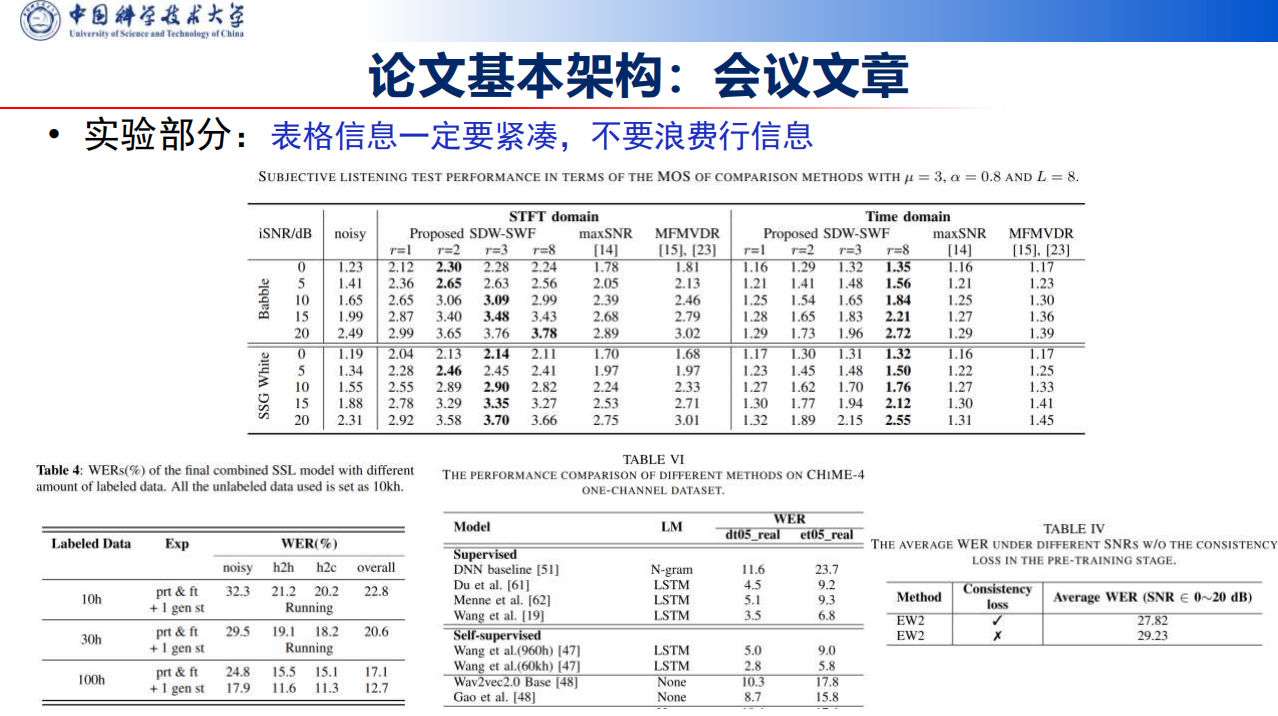 中国科学技术大学
University of Science and Technology of China
论文基本架构：会议文章
• 实验部分：表格信息一定要紧凑，不要浪费行信息
SUBJECTIVE LISTENING TEST PERFORMANCE IN TERMS OF THE MOS OF COMPARISON METHODS WITH μ = 3, α = 0.8 AND L = 8.
STFT domain Time domain
iSNR/dB noisy Proposed SDW-SWF maxSNR MFMVDR Proposed SDW-SWF maxSNR MFMVDR
r=1 r=2 r=3 r=8 [14] [15], [23] r=1 r=2 r=3 r=8 [14] [15], [23]
Babble
0 1.23 2.12 2.30 2.28 2.24 1.78 1.81 1.16 1.29 1.32 1.35 1.16 1.17
5 1.41 2.36 2.65 2.63 2.56 2.05 2.13 1.21 1.41 1.48 1.56 1.21 1.23
10 1.65 2.65 3.06 3.09 2.99 2.39 2.46 1.25 1.54 1.65 1.84 1.25 1.30
15 1.99 2.87 3.40 3.48 3.43 2.68 2.79 1.28 1.65 1.83 2.21 1.27 1.36
20 2.49 2.99 3.65 3.76 3.78 2.89 3.02 1.29 1.73 1.96 2.72 1.29 1.39
SSG White
0 1.19 2.04 2.13 2.14 2.11 1.70 1.68 1.17 1.30 1.31 1.32 1.16 1.17
5 1.34 2.28 2.46 2.45 2.41 1.97 1.97 1.23 1.45 1.48 1.50 1.22 1.25
10 1.55 2.55 2.89 2.90 2.82 2.24 2.33 1.27 1.62 1.70 1.76 1.27 1.33
15 1.88 2.78 3.29 3.35 3.27 2.53 2.71 1.30 1.77 1.94 2.12 1.30 1.41
20 2.31 2.92 3.58 3.70 3.66 2.75 3.01 1.32 1.89 2.15 2.55 1.31 1.45
Table 4: WERs(%) of the final combined SSL model with different
amount of labeled data. All the unlabeled data used is set as 10kh.
Labeled Data Exp WER(%)
noisy h2h h2c overall
10h
prt & ft 32.3 21.2 20.2 22.8
+ 1 gen st Running
30h
prt & ft 29.5 19.1 18.2 20.6
+ 1 gen st Running
100h
prt & ft 24.8 15.5 15.1 17.1
+ 1 gen st 17.9 11.6 11.3 12.7
TABLE VI
THE PERFORMANCE COMPARISON OF DIFFERENT METHODS ON CHIME-4
ONE-CHANNEL DATASET.
Model LM WER
dt05_real et05_real
Supervised
DNN baseline [51] N-gram 11.6 23.7
Du et al. [61] LSTM 4.5 9.2
Menne et al. [62] LSTM 5.1 9.3
Wang et al. [19] LSTM 3.5 6.8
Self-supervised
Wang et al.(960h) [47] LSTM 5.0 9.0
Wang et al.(60kh) [47] LSTM 2.8 5.8
Wav2vec2.0 Base [48] None 10.3 17.8
Gao et al. [48] None 8.7 15.8
TABLE IV
THE AVERAGE WER UNDER DIFFERENT SNRS W/O THE CONSISTENCY
LOSS IN THE PRE-TRAINING STAGE.
Method Consistency loss Average WER (SNR ∈ 0∼20 dB)
EW2 ✓ 27.82
EW2 ✗ 29.23